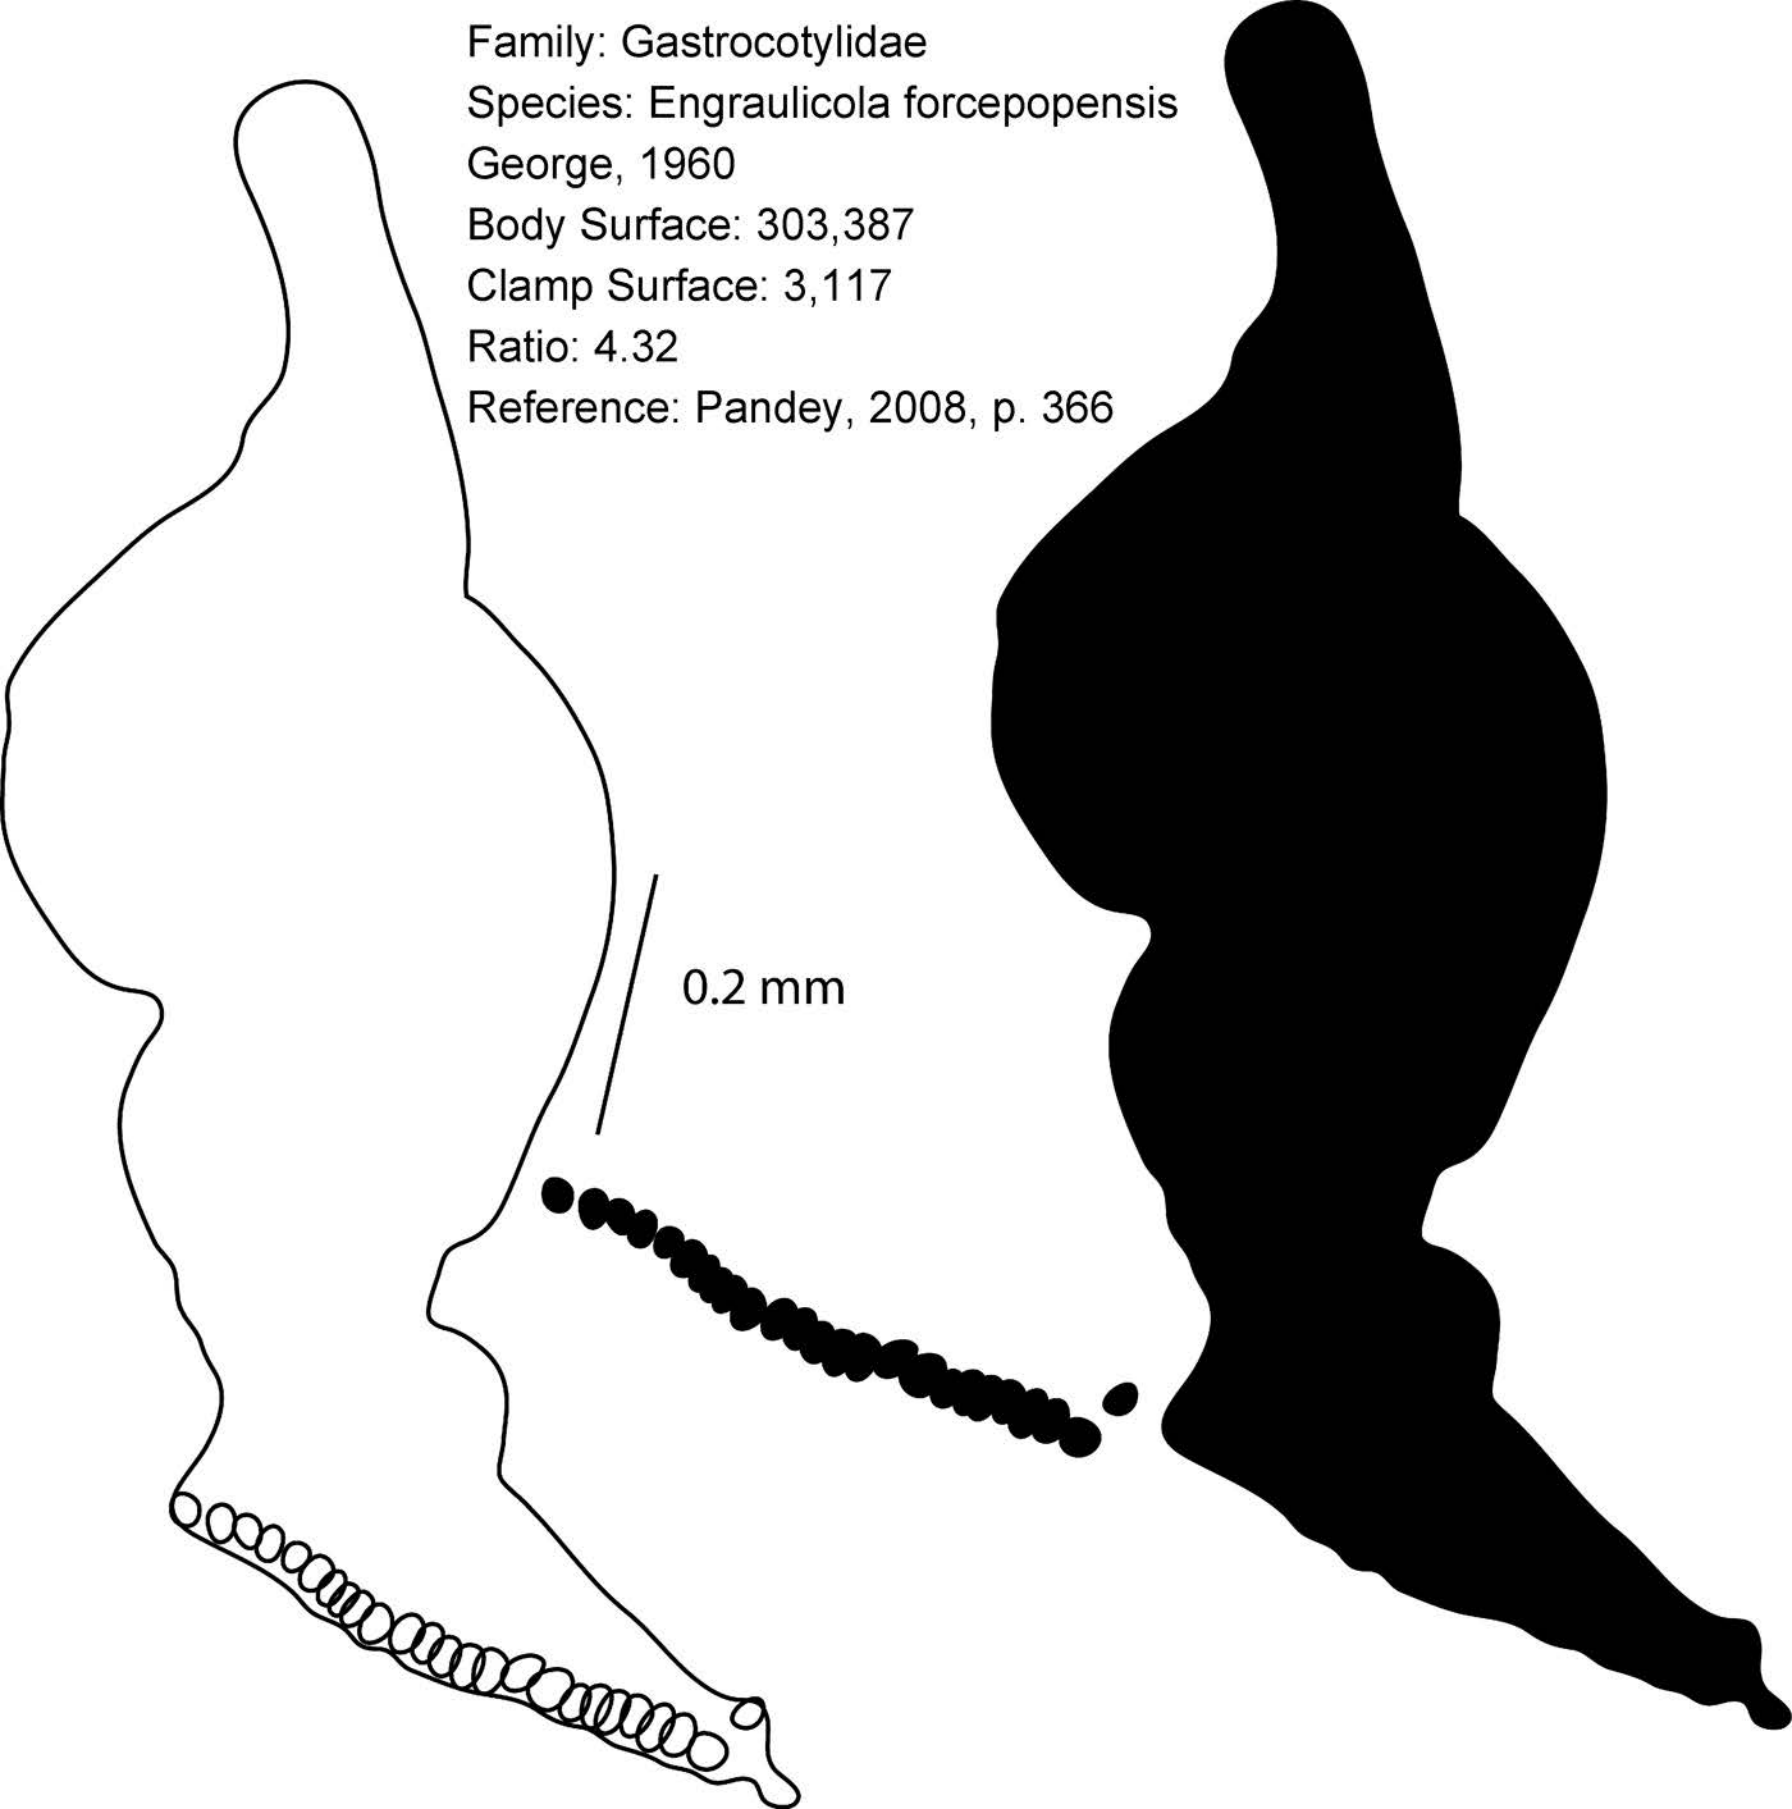 Family: Gastrocotylidae
Species: Engraulicola forcepopensis
George, 1960
Body Surface: 303,387
Clamp Surface: 3,117
Ratio: 4.32
Reference: Pandey, 2008, p. 366
0.2 mm